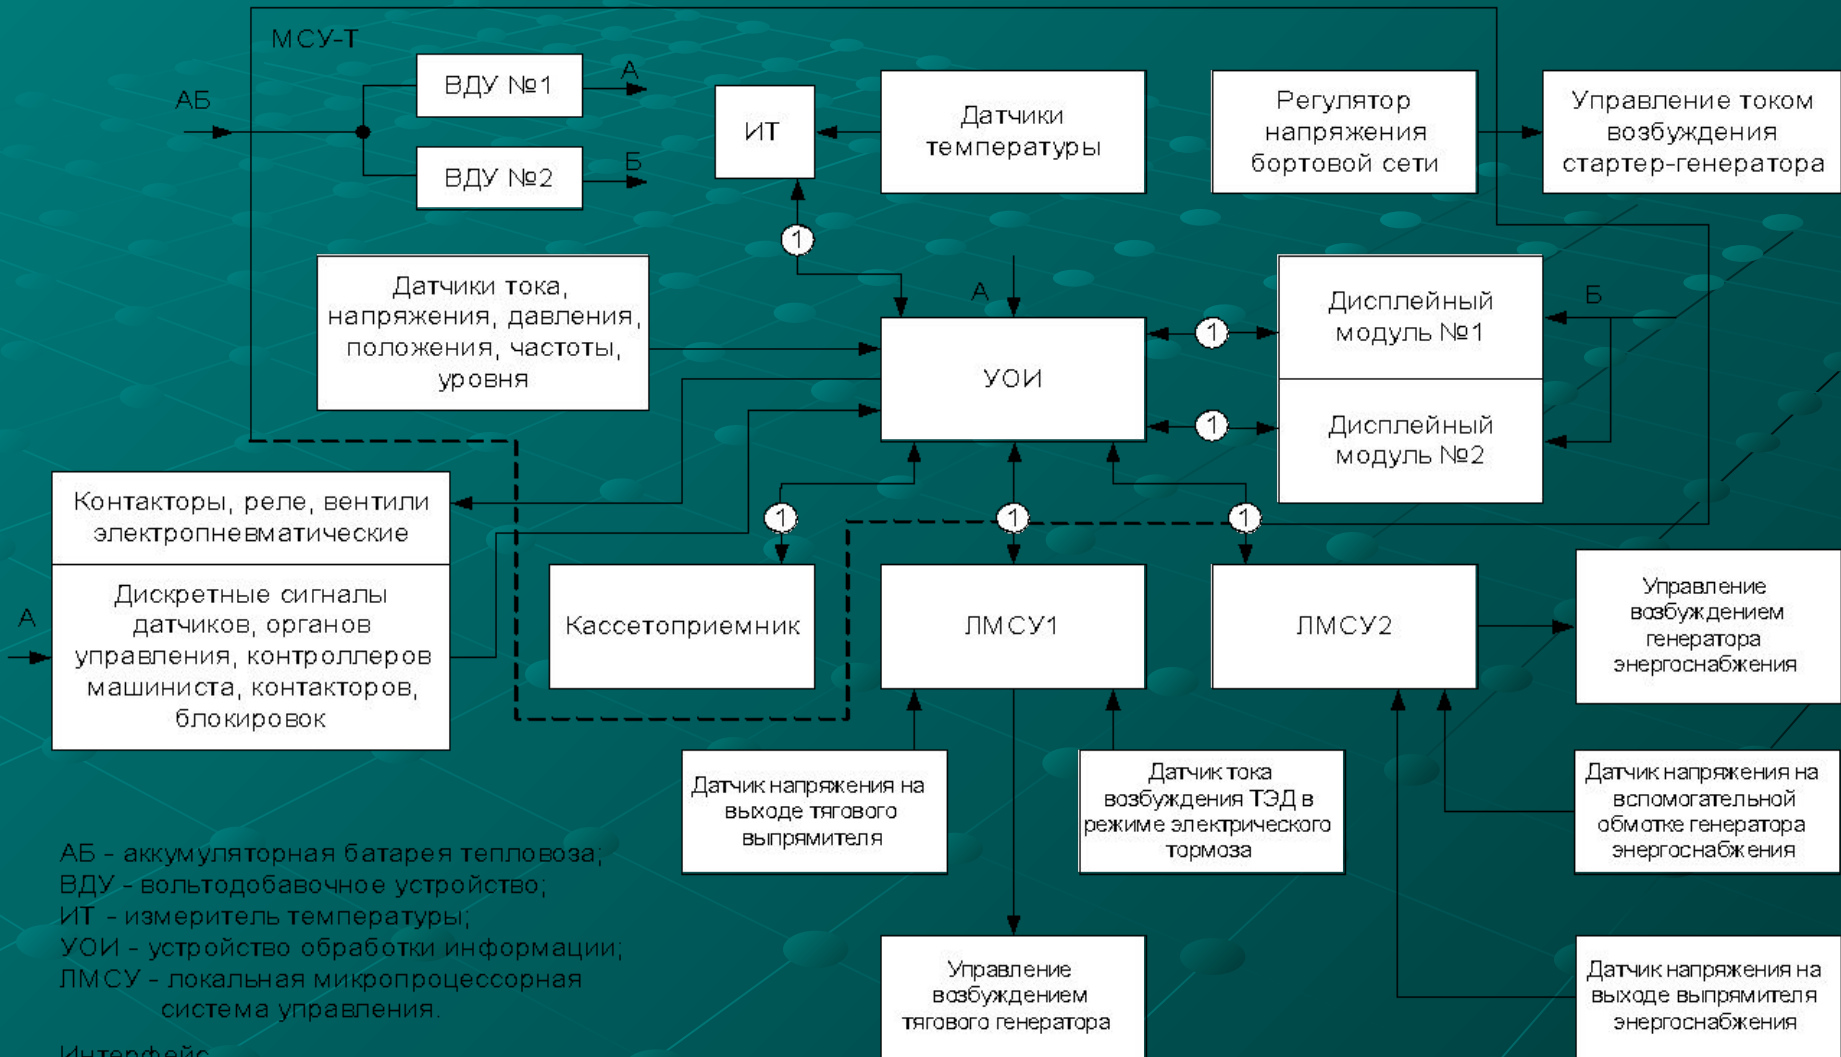 МСУ-Т
АБ
ВДУ №1
А
ВДУ №2
Б
ИТ
Датчики
температуры
Регулятор
напряжения
бортовой сети
Управление током
возбуждения
стартер-генератора
1
Датчики тока,
напряжения, давления,
положения, частоты,
уровня
А
УОИ
1
1
Дисплейный
модуль №1
Дисплейный
модуль №2
Б
Контакторы, реле, вентили
электропневматические
А
Дискретные сигналы
датчиков, органов
управления, контроллеров
машиниста, контакторов,
блокировок
1
1
1
Кассетоприемник
ЛМСУ1
ЛМСУ2
Управление
возбуждением
генератора
энергоснабжения
Датчик напряжения на
выходе тягового
выпрямителя
Датчик тока
возбуждения ТЭД в
режиме электрического
тормоза
Датчик напряжения на
вспомогательной
обмотке генератора
энергоснабжения
Управление
возбуждением
тягового генератора
Датчик напряжения на
выходе выпрямителя
энергоснабжения
АБ - аккумуляторная батарея тепловоза;
ВДУ - вольтодобавочное устройство;
ИТ - измеритель температуры;
УОИ - устройство обработки информации;
ЛМСУ - локальная микропроцессорная
система управления.
Интерфейс